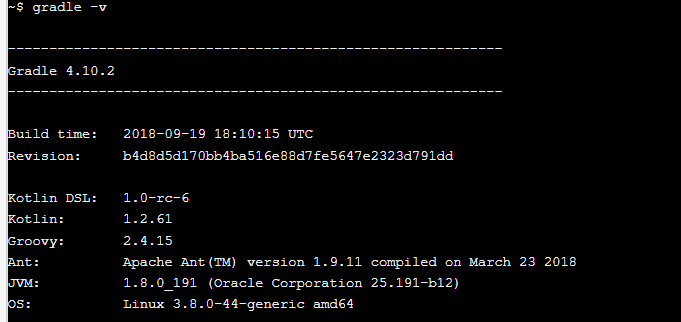 ~$ gradle -v
------------------------------------------------------------
Gradle 4.10.2
------------------------------------------------------------
Build time:   2018-09-19 18:10:15 UTC
Revision:     b4d8d5d170bb4ba516e88d7fe5647e2323d791dd
Kotlin DSL:   1.0-rc-6
Kotlin:       1.2.61
Groovy:       2.4.15
Ant:          Apache Ant(TM) version 1.9.11 compiled on March 23 2018
JVM:          1.8.0_191 (Oracle Corporation 25.191-b12)
OS:           Linux 3.8.0-44-generic amd64